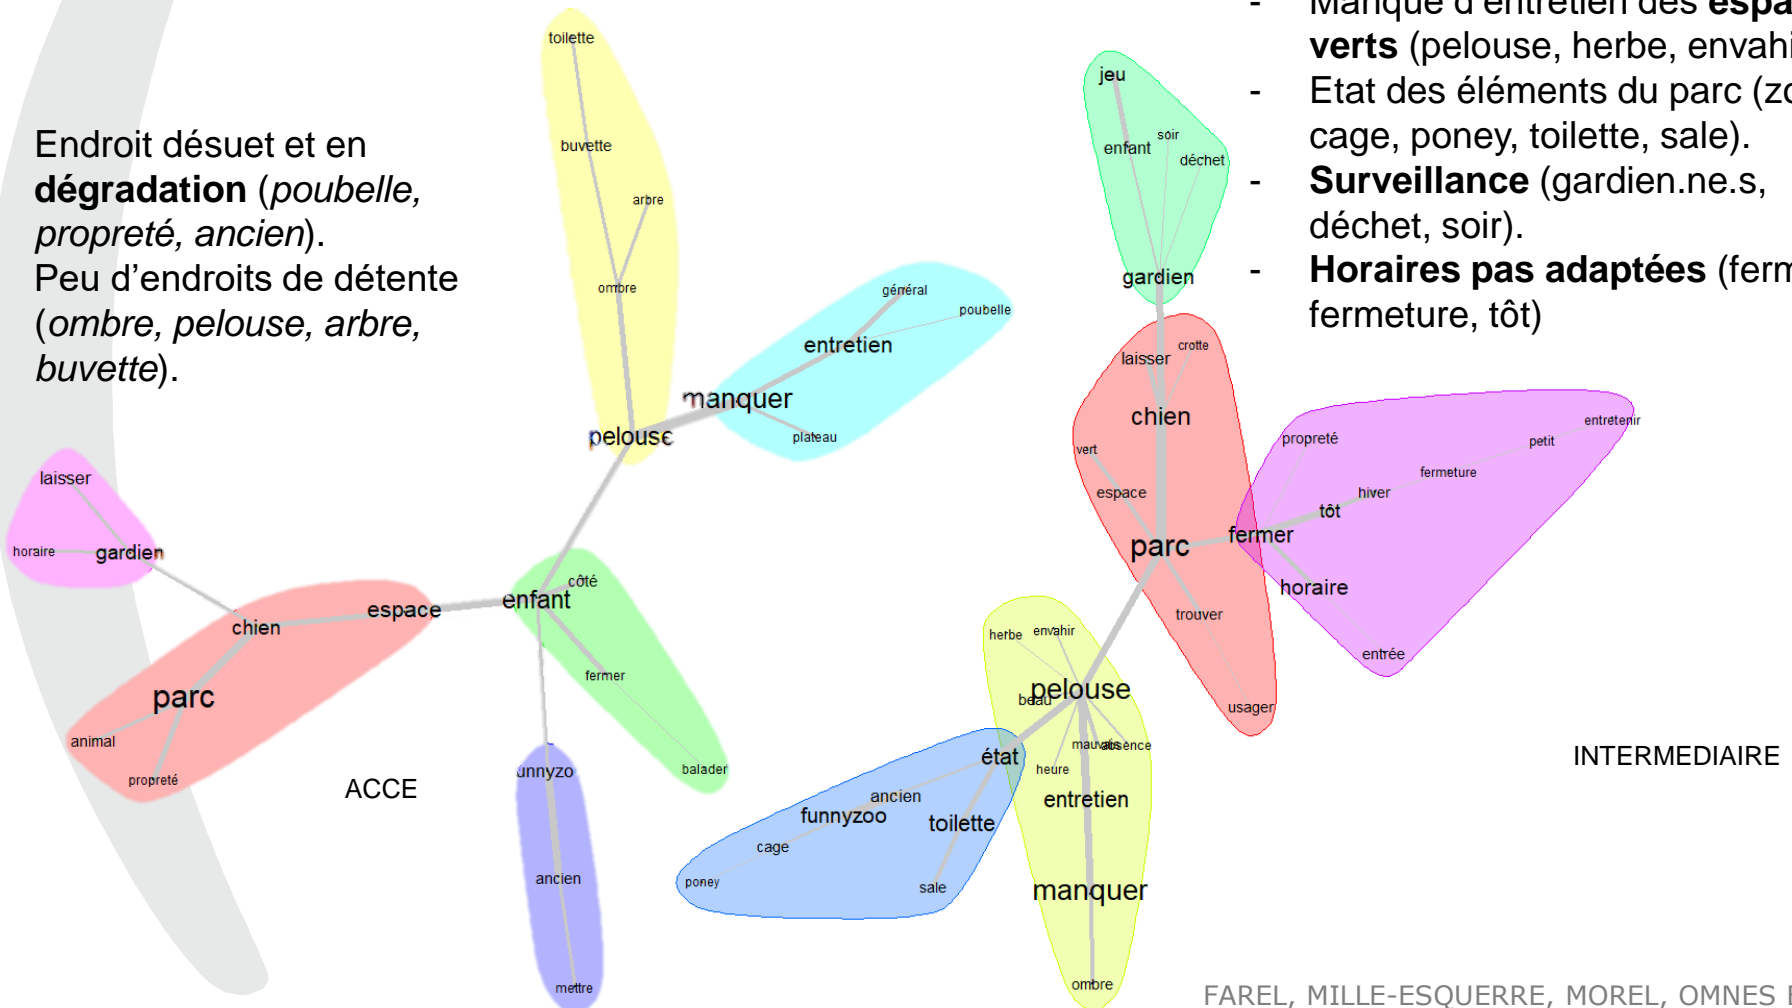 Endroit désuet et en
dégradation (poubelle,
propreté, ancien).
Peu d'endroits de détente
(ombre, pelouse, arbre,
buvette).
toilette
buvette
arbre
ombre
pelouse
général
poubelle
entretien
manquer
plateau
laisser
horaire
gardien
espace
chien
parc
animal
propreté
enfant
côté
fermer
balader
ACCE
unnyzo
ancien
mettre
- Manque d'entretien des
verts (pelouse, herbe,
- Etat des éléments du parc
cage, poney, toilette, sale).
- Surveillance (gardien.ne.s,
déchet, soir).
- Horaires pas adaptées
fermeture, tôt)
jeu
soir
enfant
déchet
gardien
crotte
laisser
chien
vert
espace
parc
trouver
usager
entretenir
propreté
petit
fermeture
hiver
tôt
fermer
horaire
entrée
herbe
envahir
pelouse
beau
mauvais
absence
état
heure
ancien
entretien
funnyzoo
toilette
cage
poney
sale
manquer
ombre
INTERMEDIAIRE
FAREL, MILLE-ESQUERRE, MOREL, OMNES